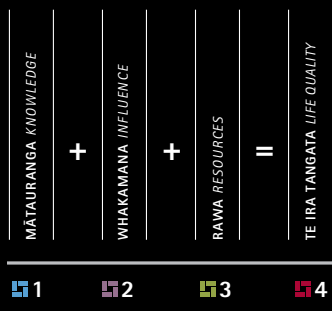 MĀTAURANGA KNOWLEDGE
+
WHAKAMANA INFLUENCE
+
RAWA RESOURCES
=
TE IRA TANGATA LIFE QUALITY
1
2
3
4